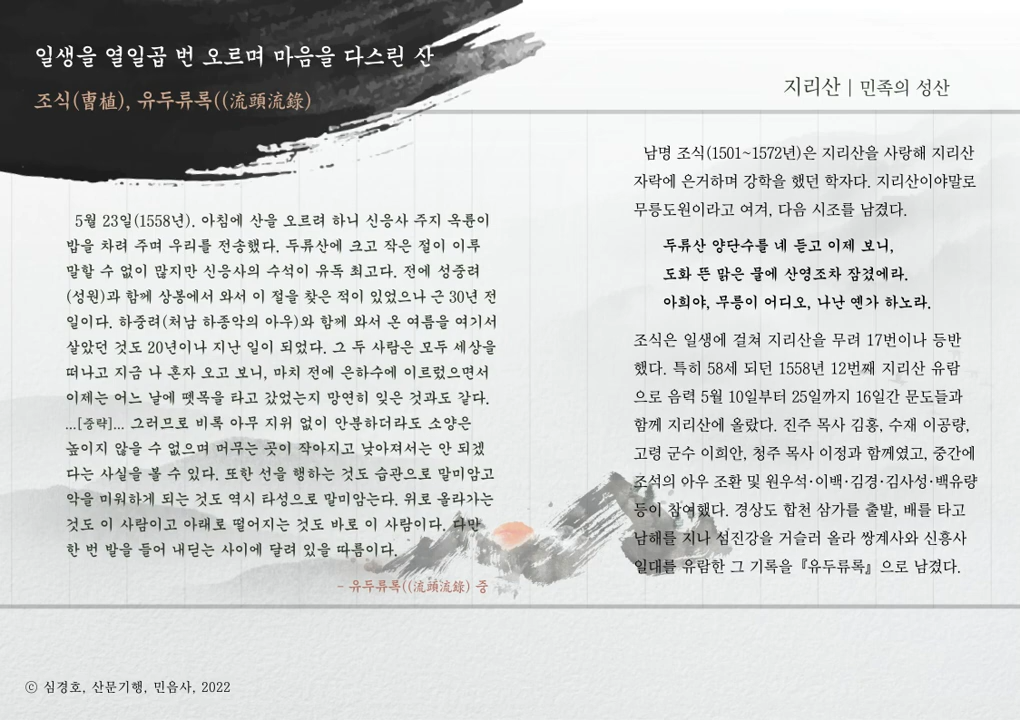 일생을 열일곱 번 오르며 마음을 다스린 산
조식(曺植), 유두류록((流頭流錄)
지리산 | 민족의 성산
5월 23일(1558년). 아침에 산을 오르려 하니 신응사 주지 옥륜이
밥을 차려 주며 우리를 전송했다. 두류산에 크고 작은 절이 이루
말할 수 없이 많지만 신응사의 수석이 유독 최고다. 전에 성중려
(성원)과 함께 상봉에서 와서 이 절을 찾은 적이 있었으나 근 30년 전
일이다. 하중려(처남 하종악의 아우)와 함께 와서 온 여름을 여기서
살았던 것도 20년이나 지난 일이 되었다. 그 두 사람은 모두 세상을
떠나고 지금 나 혼자 오고 보니, 마치 전에 은하수에 이르렀으면서
이제는 어느 날에 뗏목을 타고 갔었는지 망연히 잊은 것과도 같다.
...[중략]... 그러므로 비록 아무 지위 없이 안분하더라도 소양은
높이지 않을 수 없으며 머무는 곳이 작아지고 낮아져서는 안 되겠
다는 사실을 볼 수 있다. 또한 선을 행하는 것도 습관으로 말미암고
악을 미워하게 되는 것도 역시 타성으로 말미암는다. 위로 올라가는
것도 이 사람이고 아래로 떨어지는 것도 바로 이 사람이다. 다만
한 번 발을 들어 내딛는 사이에 달려 있을 따름이다.
- 유두류록((流頭流錄) 중
남명 조식(1501~1572년)은 지리산을 사랑해 지리산
자락에 은거하며 강학을 했던 학자다. 지리산이야말로
무릉도원이라고 여겨, 다음 시조를 남겼다.
두류산 양단수를 녜 듣고 이제 보니,
도화 뜬 맑은 물에 산영조차 잠겼에라.
아희야, 무릉이 어디오, 나난 옌가 하노라.
조식은 일생에 걸쳐 지리산을 무려 17번이나 등반
했다. 특히 58세 되던 1558년 12번째 지리산 유람
으로 음력 5월 10일부터 25일까지 16일간 문도들과
함께 지리산에 올랐다. 진주 목사 김홍, 수재 이공량,
고령 군수 이희안, 청주 목사 이정과 함께였고, 중간에
조식의 아우 조환 및 원우석·이백·김경·김사성·백유량
등이 참여했다. 경상도 합천 삼가를 출발, 배를 타고
남해를 지나 섬진강을 거슬러 올라 쌍계사와 신흥사
일대를 유람한 그 기록을 『유두류록』으로 남겼다.
ⓒ 심경호, 산문기행, 민음사, 2022